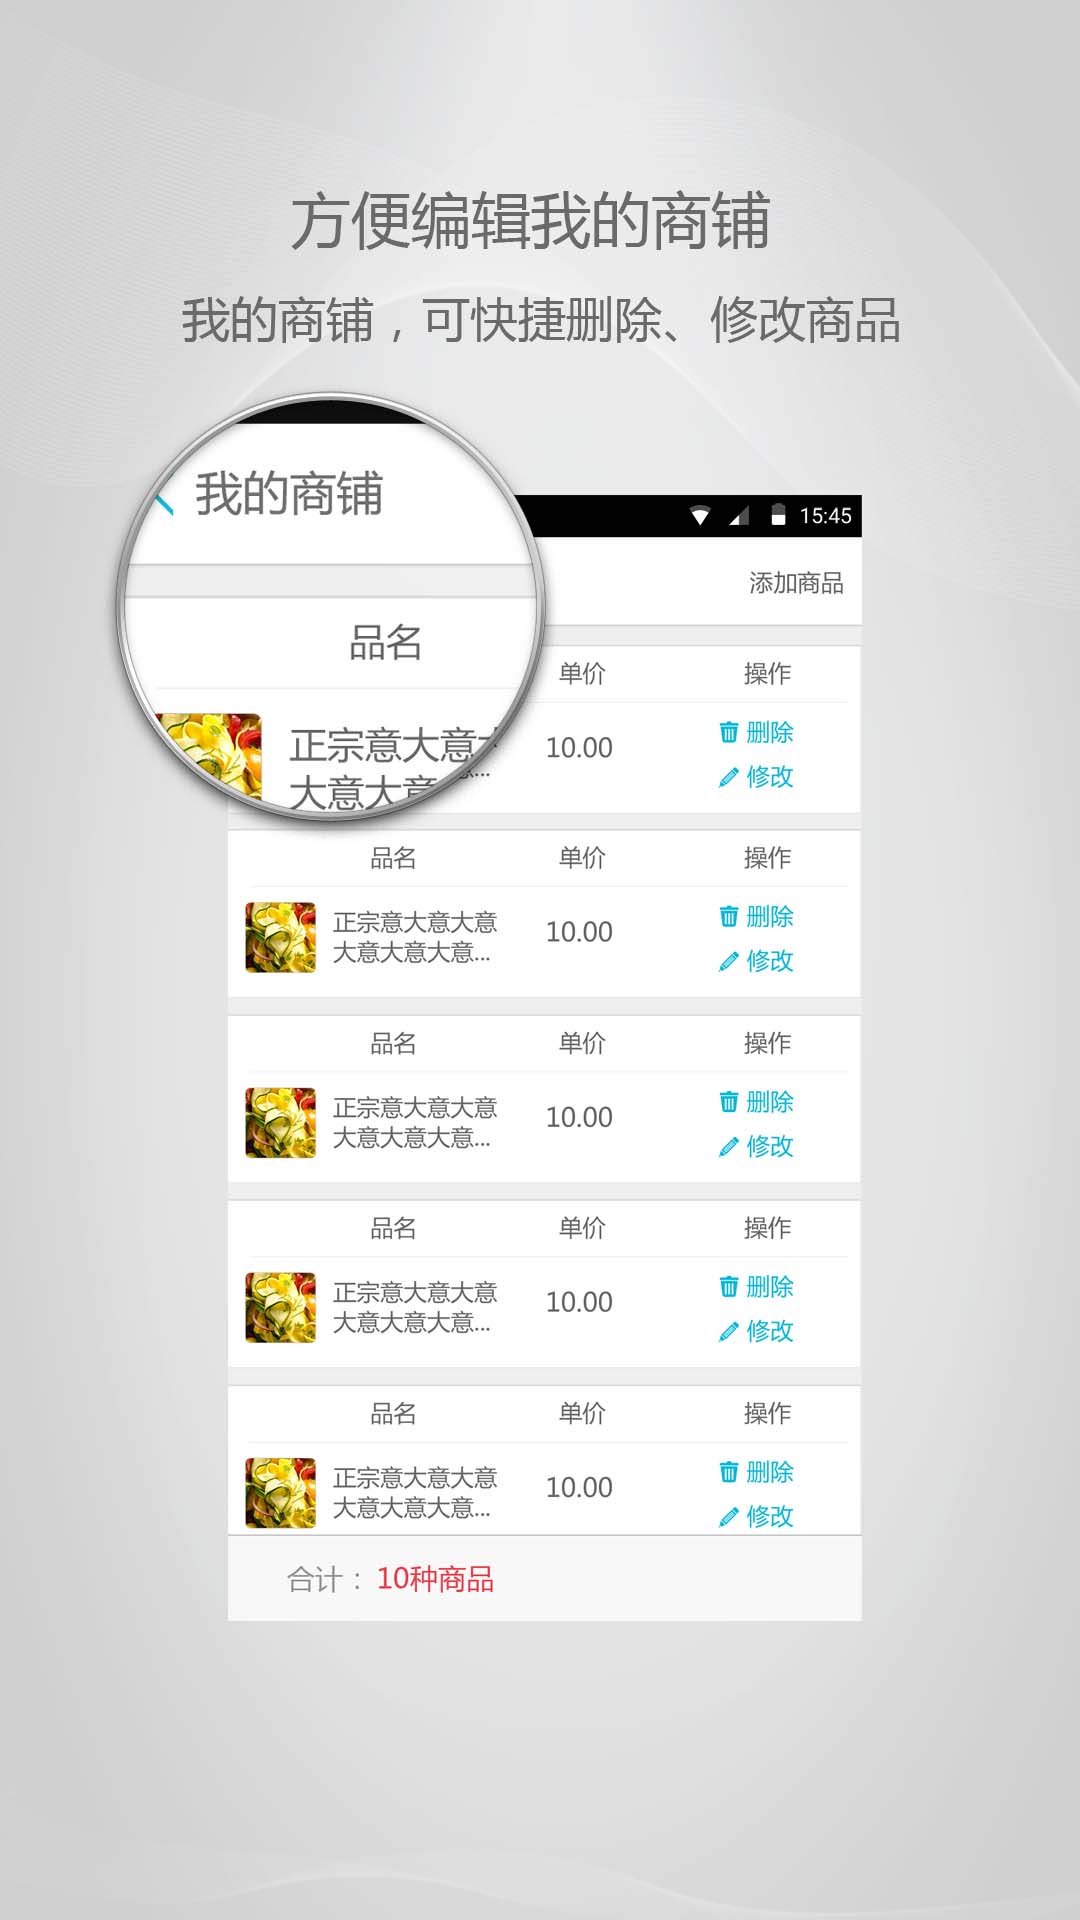 方便编辑我的商铺
我的商铺，可快捷删除、修改商品
15:45
我的商铺
添加商品
品名 单价 操作
正宗意大意
大意大意...
10.00
删除
修改
品名 单价 操作
正宗意大意大意
大意大意大意...
10.00
删除
修改
品名 单价 操作
正宗意大意大意
大意大意大意...
10.00
删除
修改
品名 单价 操作
正宗意大意大意
大意大意大意...
10.00
删除
修改
品名 单价 操作
正宗意大意大意
大意大意大意...
10.00
删除
修改
合计：10种商品